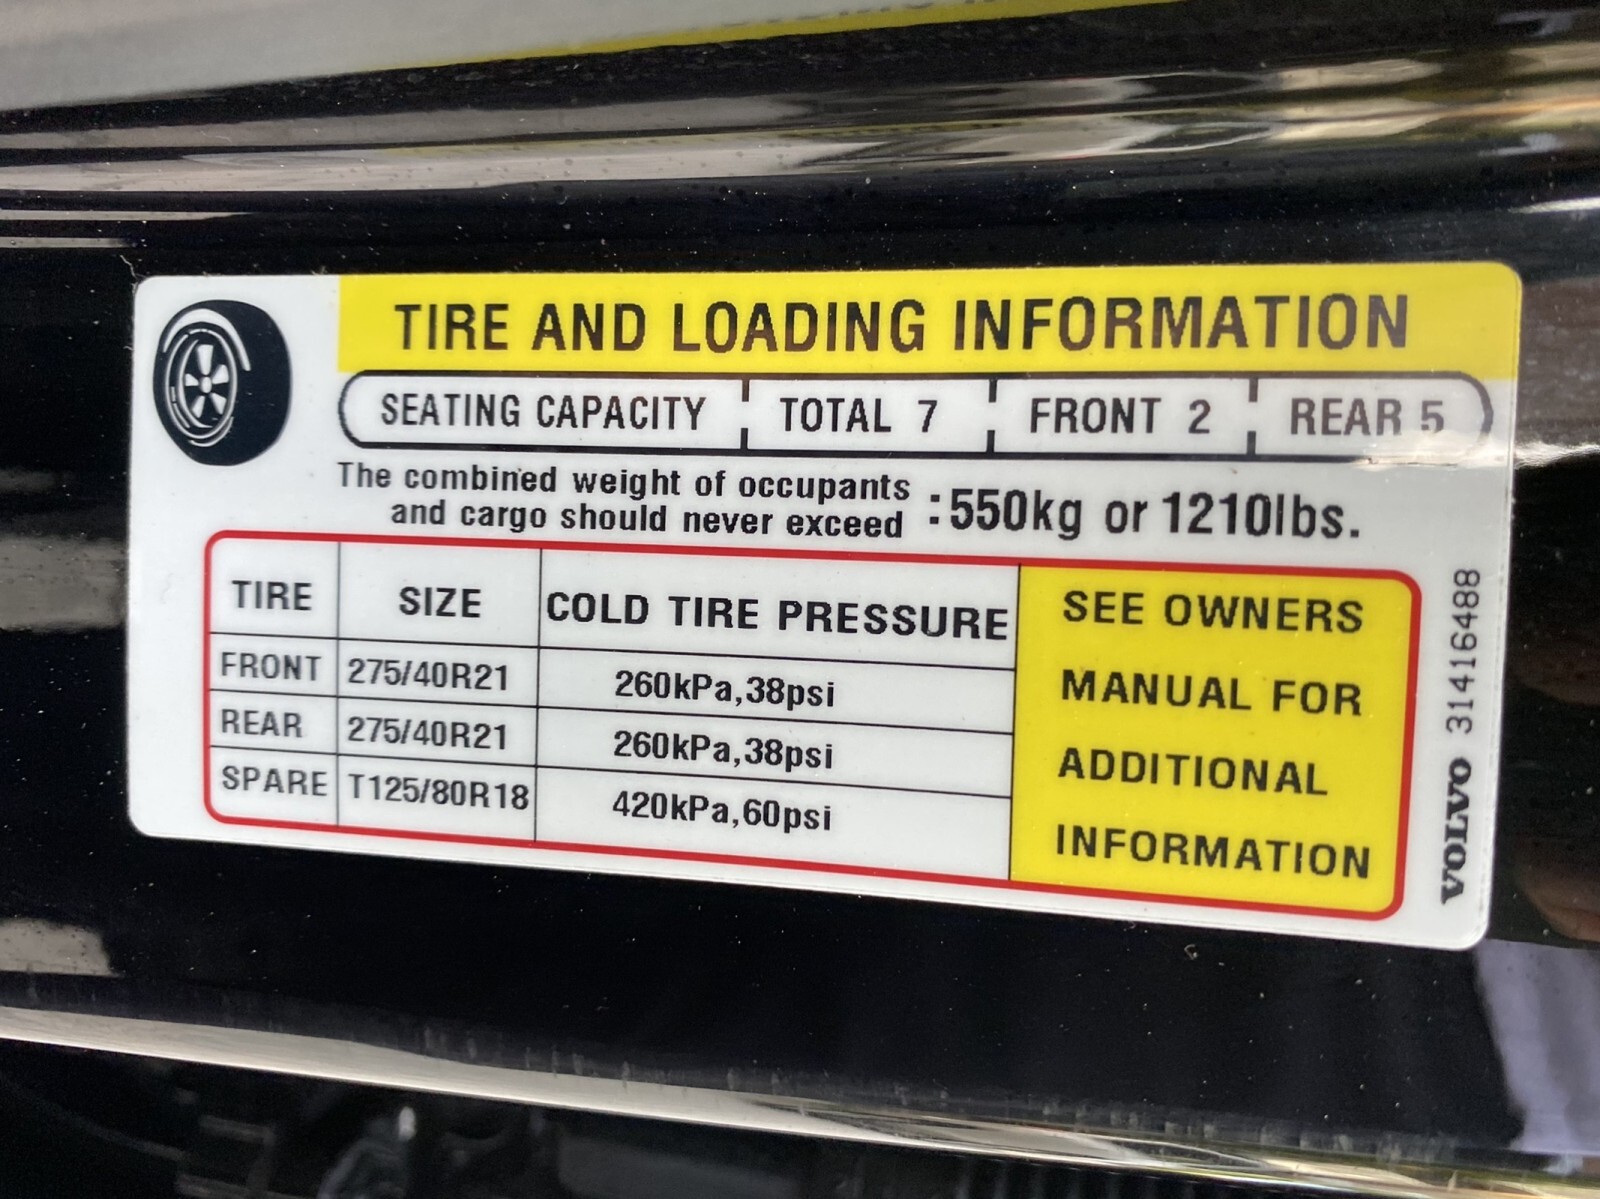 TIRE AND LOADING INFORMATION
SEATING CAPACITY TOTAL 7 FRONT 2 REAR 5
The combined weight of occupants
and cargo should never exceed
:550kg or 1210lbs.
TIRE SIZE COLD TIRE PRESSURE
FRONT 275/40R21 260kPa,38psi
REAR 275/40R21 260kPa,38psi
SPARE T125/80R18 420kPa,60psi
SEE OWNERS
MANUAL FOR
ADDITIONAL
INFORMATION
VOLVO 31416488